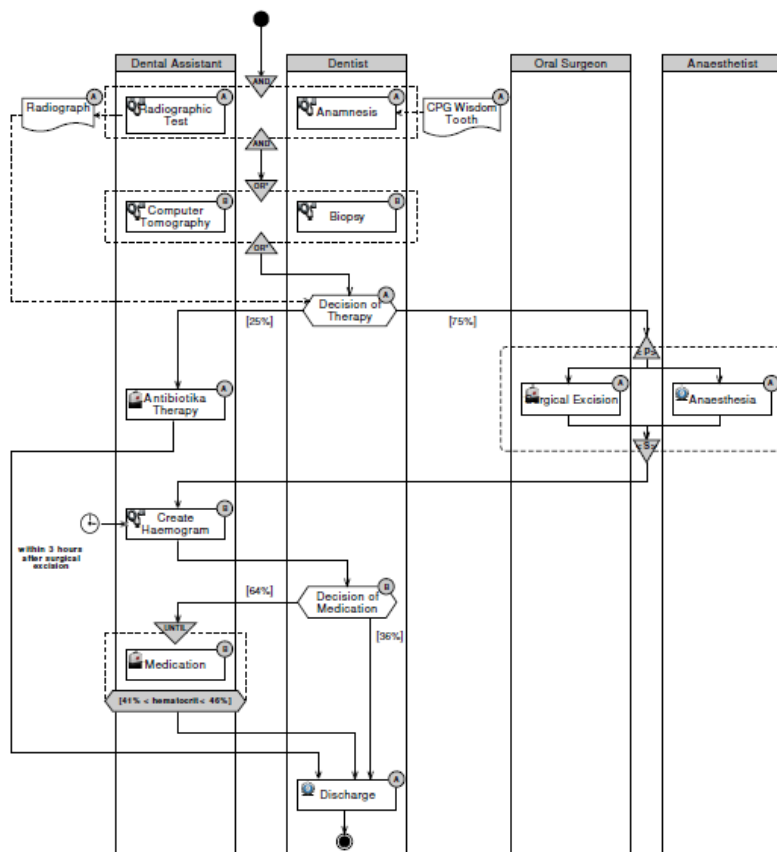 Dental Assistant
Dentist
Oral Surgeon
Anaesthetist
AND
Radiograph
A
Radiographic
Test
A
Anamnesis
A
CPG Wisdom
Tooth
A
AND
OR*
Computer
Tomography
B
Biopsy
B
OR*
Decision of
Therapy
A
[25%]
[75%]
<P>
Antibiotika
Therapy
A
rgical Excision
A
Anaesthesia
A
<S>
Create
Haemogram
B
within 3 hours
after surgical
excision
[64%]
Decision of
Medication
B
[36%]
UNTIL
Medication
B
[41% < hematocrit < 46%]
Discharge
A